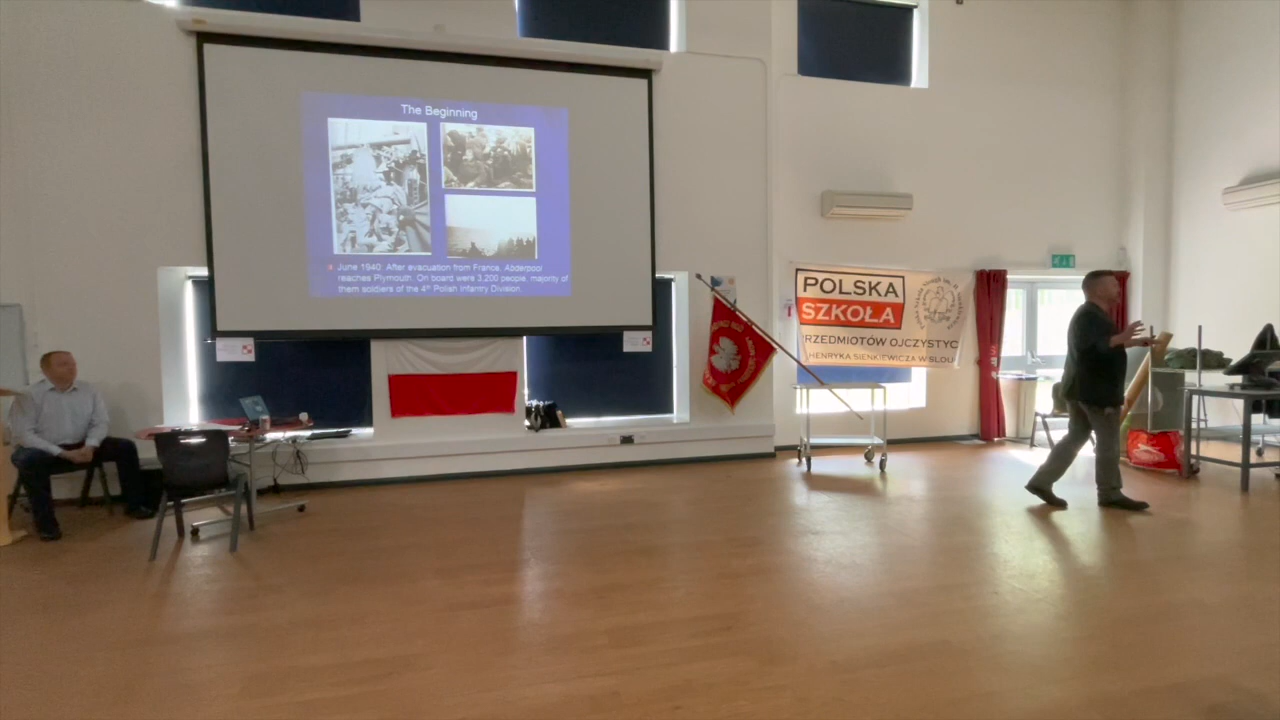 The Beginning
June 1940: After evacuation from France, Abderpool
reaches Plymouth. On board were 3,200 people, majority of
them soldiers of the 4th Polish Infantry Division.
POLSKA
SZKOŁA
RZEDMIOTÓW OJCZYSTYC
HENRYKA SIENKIEWICZA W SLOU